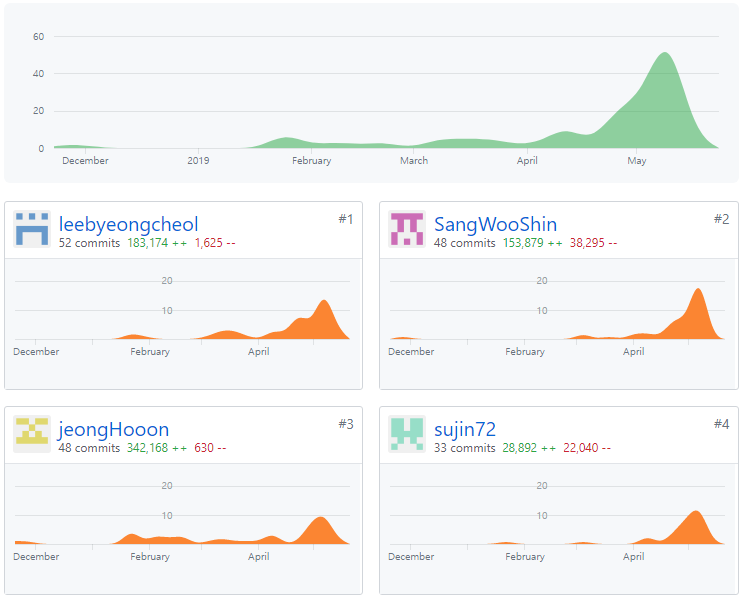 60
40
20
0
December 2019 February March April May
leebyeongcheol #1
52 commits 183,174 ++ 1,625 --
20
10
December February April
SangWooShin #2
48 commits 153,879 ++ 38,295 --
20
10
December February April
jeongHooon #3
48 commits 342,168 ++ 630 --
20
10
December February April
sujin72 #4
33 commits 28,892 ++ 22,040 --
20
10
December February April